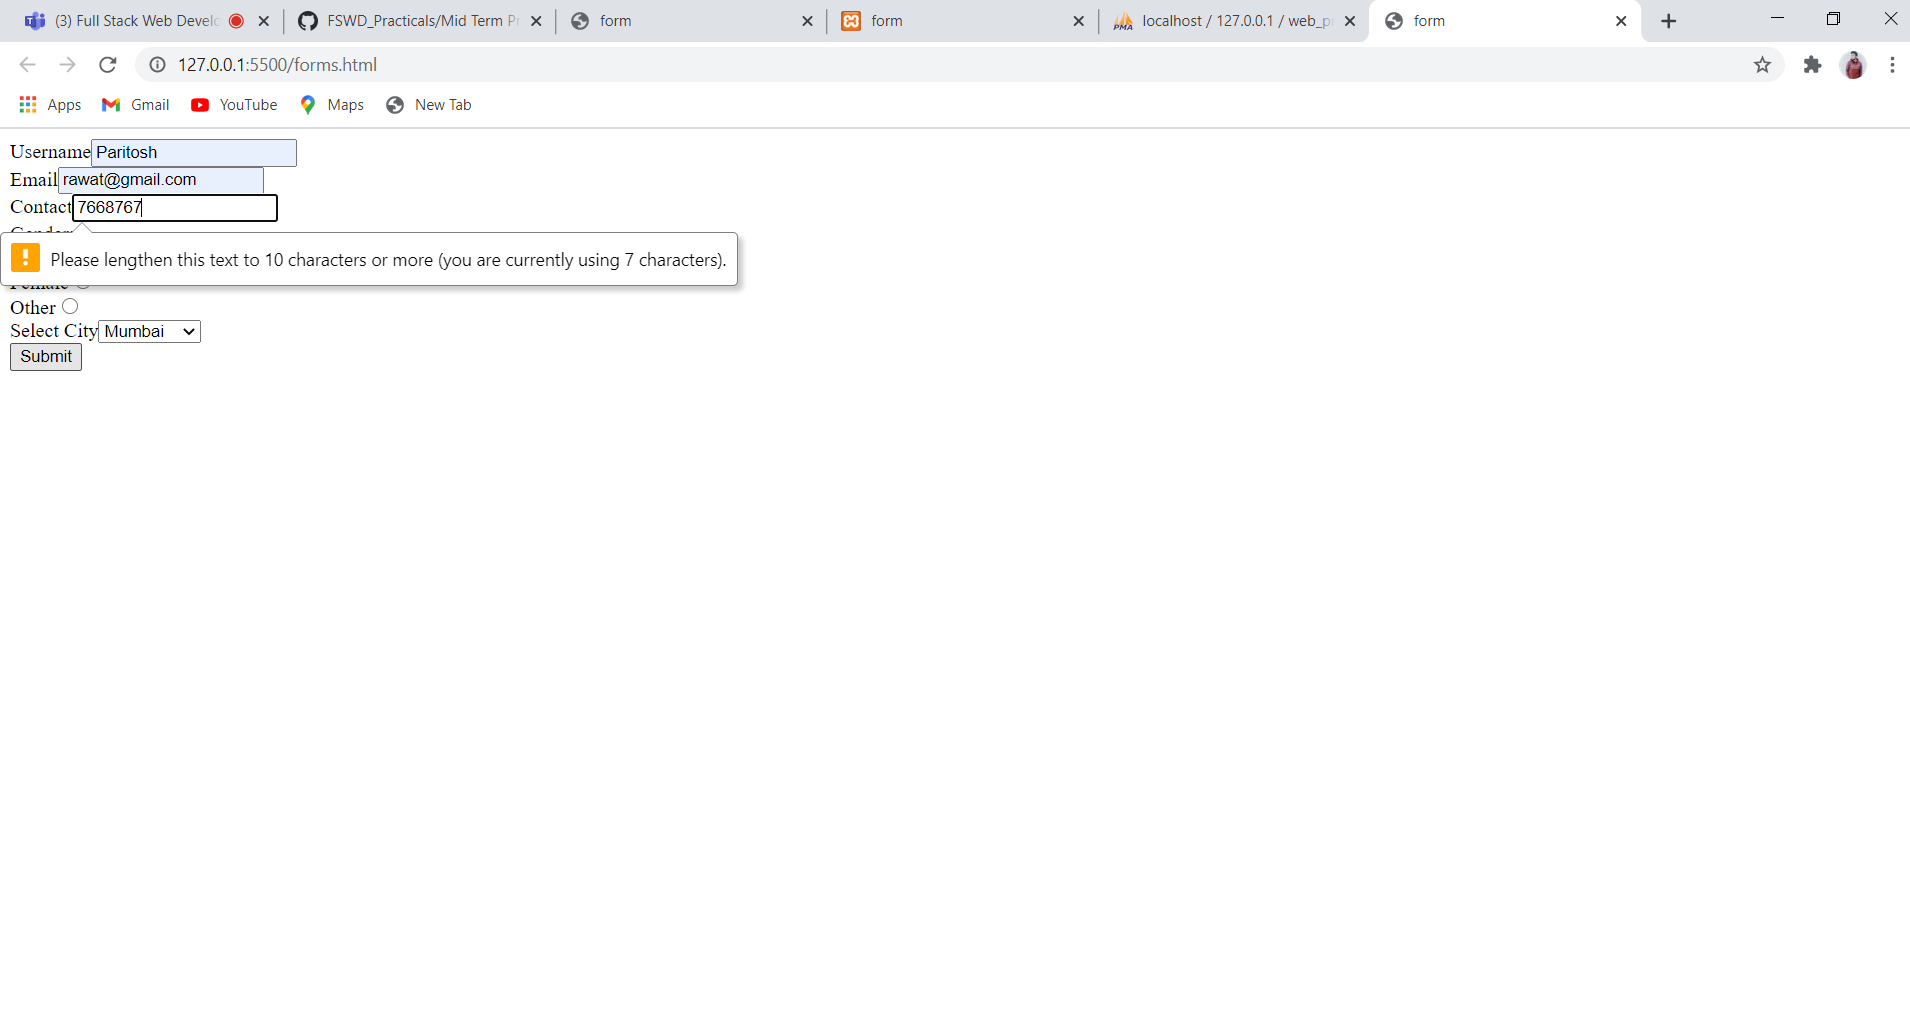 (3) Full Stack Web Develo
FSWD_Practicals/Mid Term Pr
form
form
localhost / 127.0.0.1 / web_pr
form
127.0.0.1:5500/forms.html
Apps
Gmail
YouTube
Maps
New Tab
Username Paritosh
Email rawat@gmail.com
Contact 7668767
Gender
! Please lengthen this text to 10 characters or more (you are currently using 7 characters).
Female
Other
Select City Mumbai
Submit